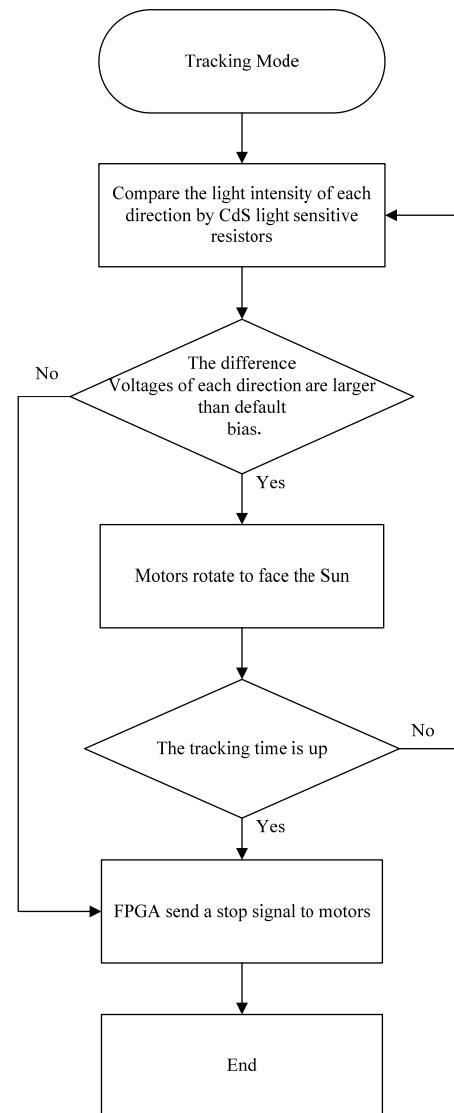 Tracking Mode
Compare the light intensity of each
direction by CdS light sensitive
resistors
No
The difference
Voltages of each direction are larger
than default
bias.
Yes
Motors rotate to face the Sun
The tracking time is up
No
Yes
FPGA send a stop signal to motors
End